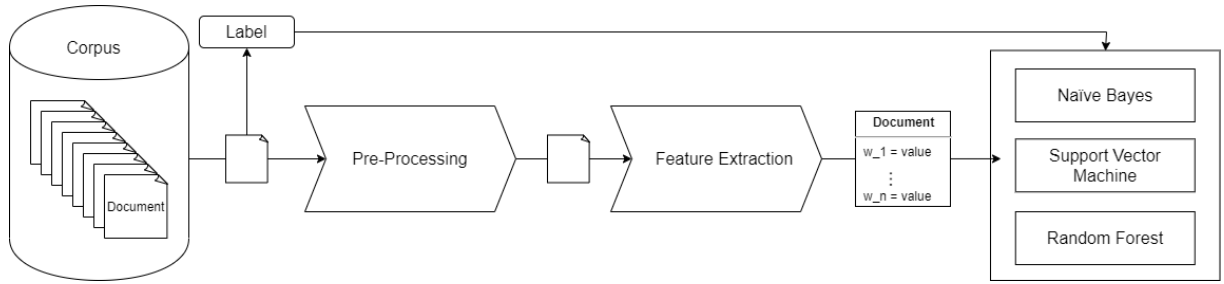 Corpus
Document
Label
Pre-Processing
Feature Extraction
Document
w_1 = value
⋮
w_n = value
Naïve Bayes
Support Vector
Machine
Random Forest